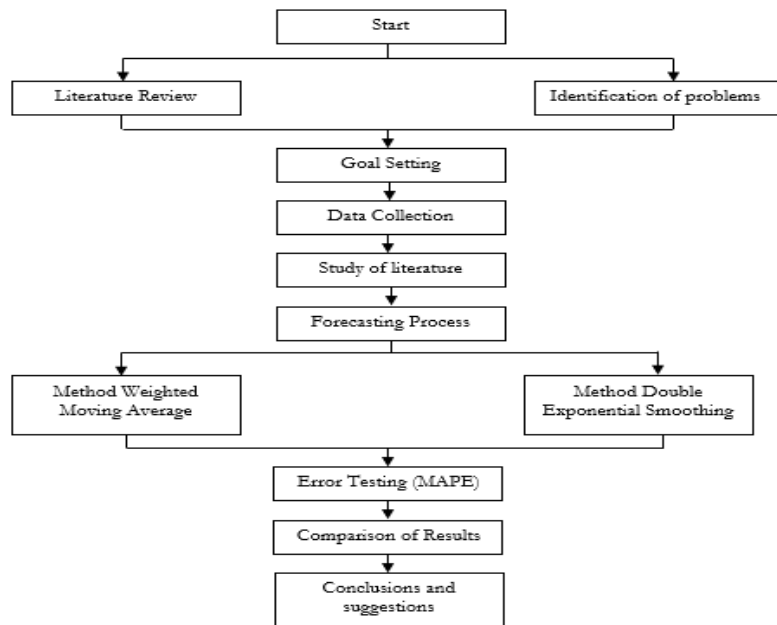 Start
Literature Review
Identification of problems
Goal Setting
Data Collection
Study of literature
Forecasting Process
Method Weighted
Moving Average
Method Double
Exponential Smoothing
Error Testing (MAPE)
Comparison of Results
Conclusions and
suggestions